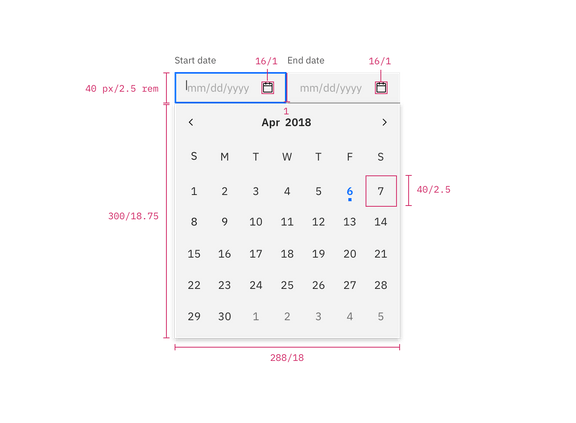 Start date 16/1 End date 16/1
40 px/2.5 rem mm/dd/yyyy mm/dd/yyyy
1
Apr 2018
S M T W T F S
1 2 3 4 5 6 7 40/2.5
300/18.75
8 9 10 11 12 13 14
15 16 17 18 19 20 21
22 23 24 25 26 27 28
29 30 1 2 3 4 5
288/18